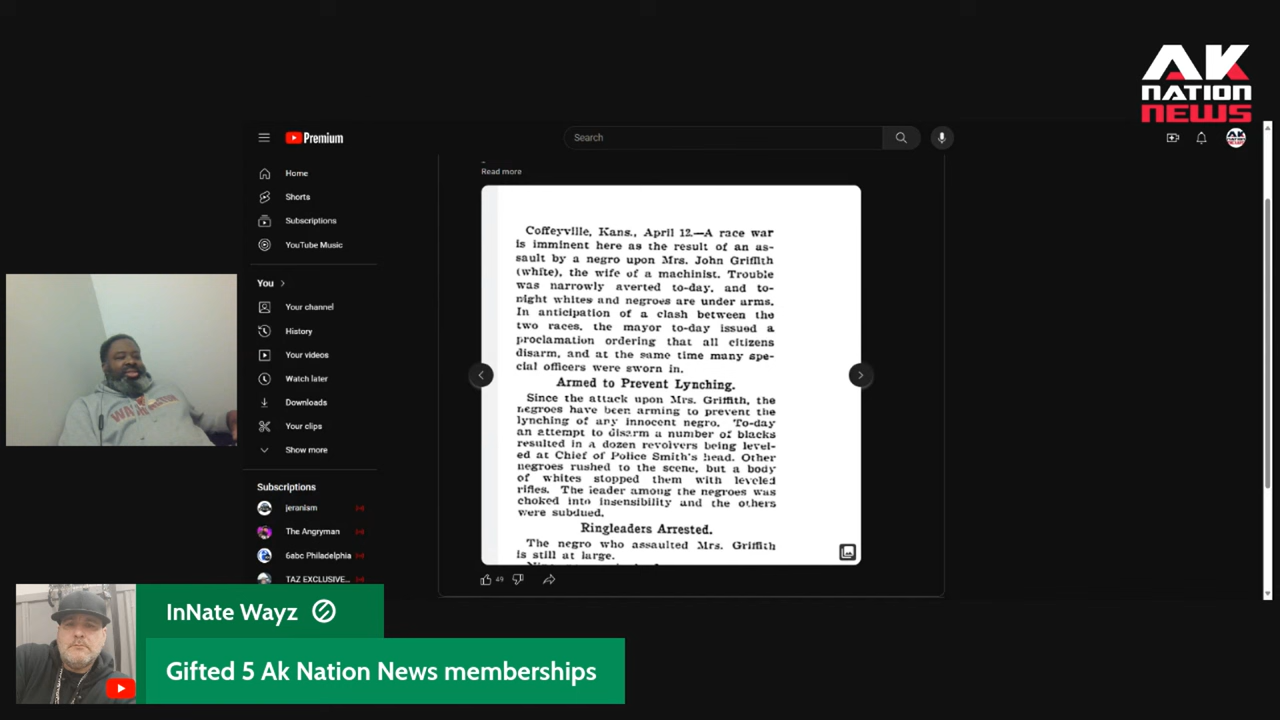 AK
NATION
NEWS
Premium
Search
Home
Shorts
Subscriptions
YouTube Music
You
Your channel
History
Your videos
Watch later
Downloads
Your clips
Show more
Subscriptions
jeranism
The Angryman
6abc Philadelphia
TAZ EXCLUSIVE...
Read more
Coffeyville, Kans., April 12.—A race war
is imminent here as the result of an as-
sault by a negro upon Mrs. John Griffith
(white), the wife of a machinist. Trouble
was narrowly averted to-day, and to-
night whites and negroes are under arms.
In anticipation of a clash between the
two races, the mayor to-day issued a
proclamation ordering that all citizens
disarm, and at the same time many spe-
cial officers were sworn in.
Armed to Prevent Lynching.
Since the attack upon Mrs. Griffith, the
negroes have been arming to prevent the
lynching of any innocent negro. To-day
an attempt to disarm a number of blacks
resulted in a dozen revolvers being level-
ed at Chief of Police Smith's head. Other
negroes rushed to the scene, but a body
of whites stopped them with leveled
rifles. The leader among the negroes was
choked into insensibility and the others
were subdued.
Ringleaders Arrested.
The negro who assaulted Mrs. Griffith
is still at large.
49
InNate Wayz
Gifted 5 Ak Nation News memberships